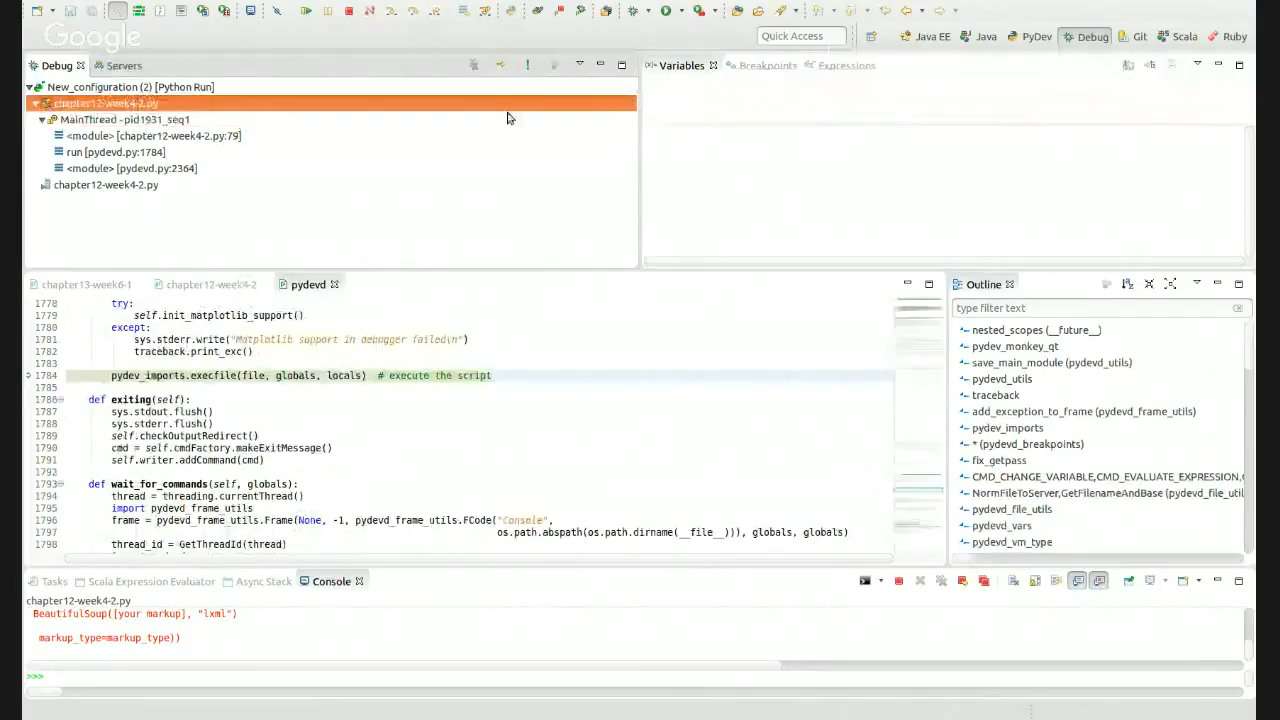 Google
Quick Access
Java EE
Java
PyDev
Debug
Git
Scala
Ruby
Debug
Servers
New_configuration (2) [Python Run]
chapter12-week4-2.py
MainThread - pid1931_seq1
<module> [chapter12-week4-2.py:79]
run [pydevd.py:1784]
<module> [pydevd.py:2364]
chapter12-week4-2.py
Variables
Breakpoints
Expressions
chapter13-week6-1
chapter12-week4-2
pydevd
1778 try:
1779 self.init_matplotlib_support()
1780 except:
1781 sys.stderr.write("Matplotlib support in debugger failed\n")
1782 traceback.print_exc()
1783
1784 pydev_imports.execfile(file, globals, locals) # execute the script
1785
1786 def exiting(self):
1787 sys.stdout.flush()
1788 sys.stderr.flush()
1789 self.checkOutputRedirect()
1790 cmd = self.cmdFactory.makeExitMessage()
1791 self.writer.addCommand(cmd)
1792
1793 def wait_for_commands(self, globals):
1794 thread = threading.currentThread()
1795 import pydevd_frame_utils
1796 frame = pydevd_frame_utils.Frame(None, -1, pydevd_frame_utils.FCode("Console",
1797 os.path.abspath(os.path.dirname(__file__))), globals, globals)
1798 thread_id = GetThreadId(thread)
Outline
type filter text
nested_scopes (__future__)
pydev_monkey_qt
save_main_module (pydevd_utils)
pydevd_utils
traceback
add_exception_to_frame (pydevd_frame_utils)
pydev_imports
* (pydevd_breakpoints)
fix_getpass
CMD_CHANGE_VARIABLE,CMD_EVALUATE_EXPRESSION,
NormFileToServer,GetFilenameAndBase (pydevd_file_util
pydevd_file_utils
pydevd_vars
pydevd_vm_type
Tasks
Scala Expression Evaluator
Async Stack
Console
chapter12-week4-2.py
BeautifulSoup([your markup], "lxml")
markup_type=markup_type))
>>>